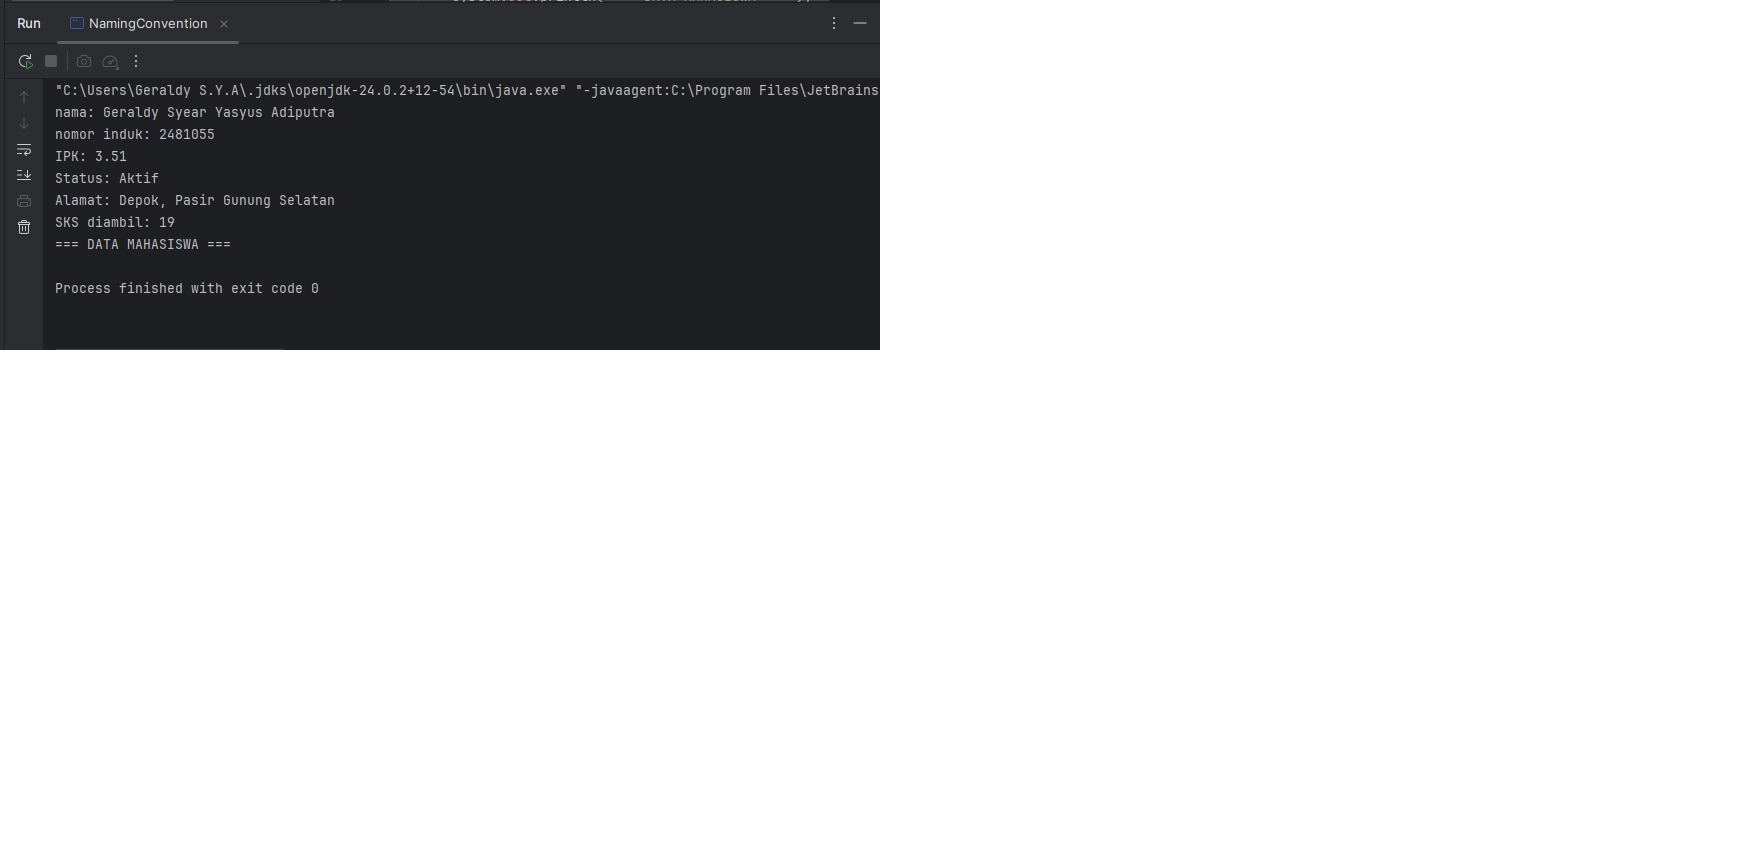 Run NamingConvention
"C:\Users\Geraldy S.Y.A\.jdks\openjdk-24.0.2+12-54\bin\java.exe" "-javaagent:C:\Program Files\JetBrains
nama: Geraldy Syear Yasyus Adiputra
nomor induk: 2481055
IPK: 3.51
Status: Aktif
Alamat: Depok, Pasir Gunung Selatan
SKS diambil: 19
=== DATA MAHASISWA ===
Process finished with exit code 0